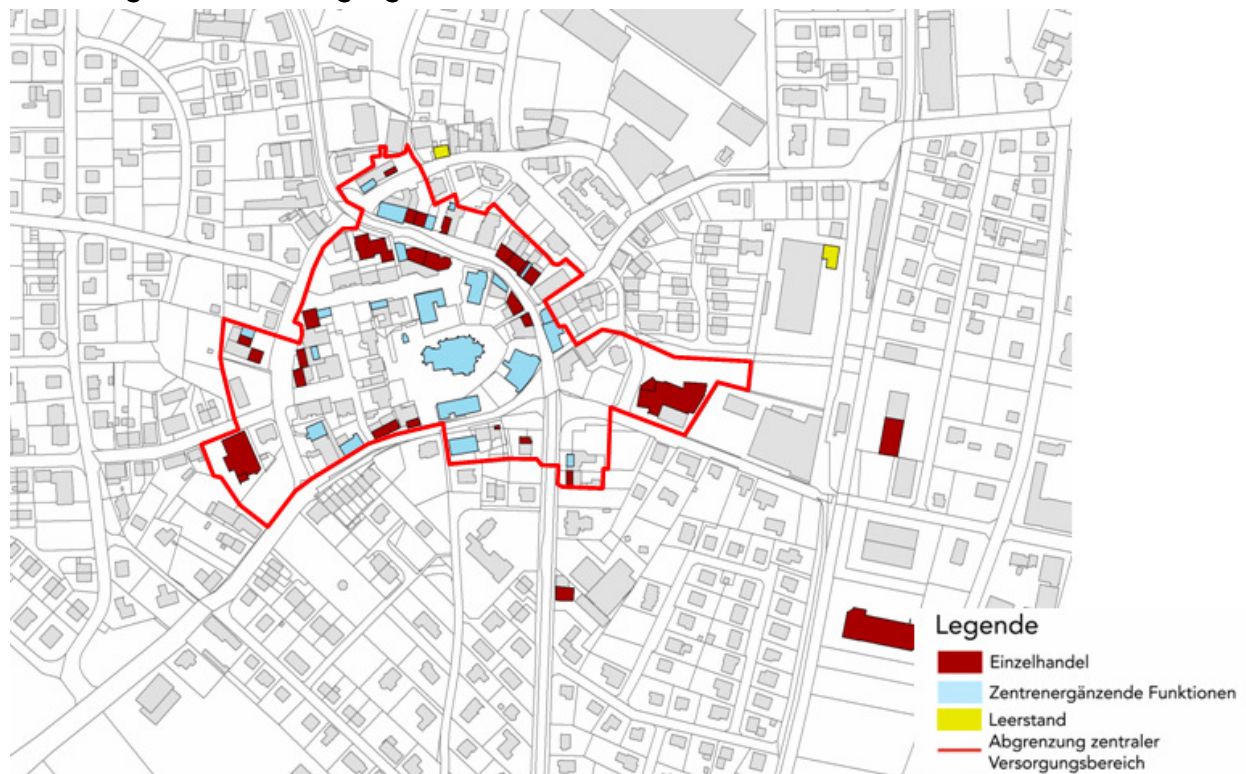 Legende
Einzelhandel
Zentrenergänzende Funktionen
Leerstand
Abgrenzung zentraler
Versorgungsbereich